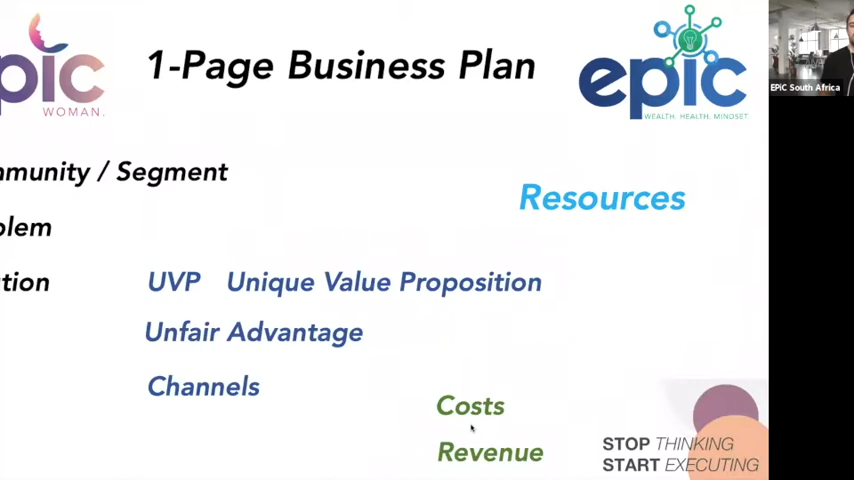 pic
WOMAN.
1-Page Business Plan
epic
WEALTH. HEALTH. MINDSET
EPiC South Africa
mmunity / Segment
Resources
blem
tion
UVP Unique Value Proposition
Unfair Advantage
Channels
Costs
Revenue
STOP THINKING
START EXECUTING